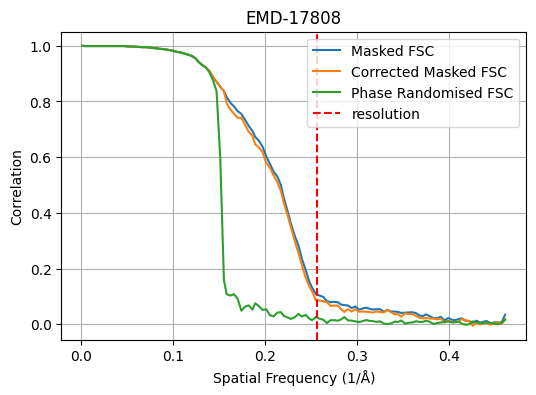 EMD-17808
Masked FSC
Corrected Masked FSC
Phase Randomised FSC
resolution
Correlation
1.0
0.8
0.6
0.4
0.2
0.0
0.0 0.1 0.2 0.3 0.4
Spatial Frequency (1/Å)